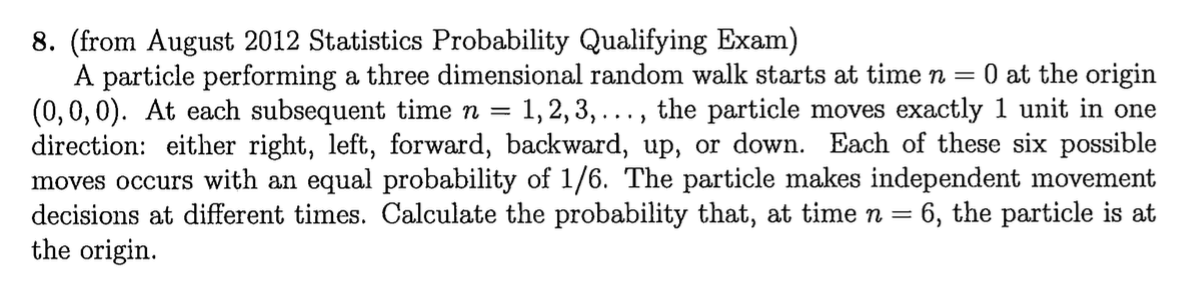 8. (from August 2012 Statistics Probability Qualifying Exam)
A particle performing a three dimensional random walk starts at time n = 0 at the origin
(0,0,0). At each subsequent time n = 1,2,3,..., the particle moves exactly 1 unit in one
direction: either right, left, forward, backward, up, or down. Each of these six possible
moves occurs with an equal probability of 1/6. The particle makes independent movement
decisions at different times. Calculate the probability that, at time n = 6, the particle is at
the origin.